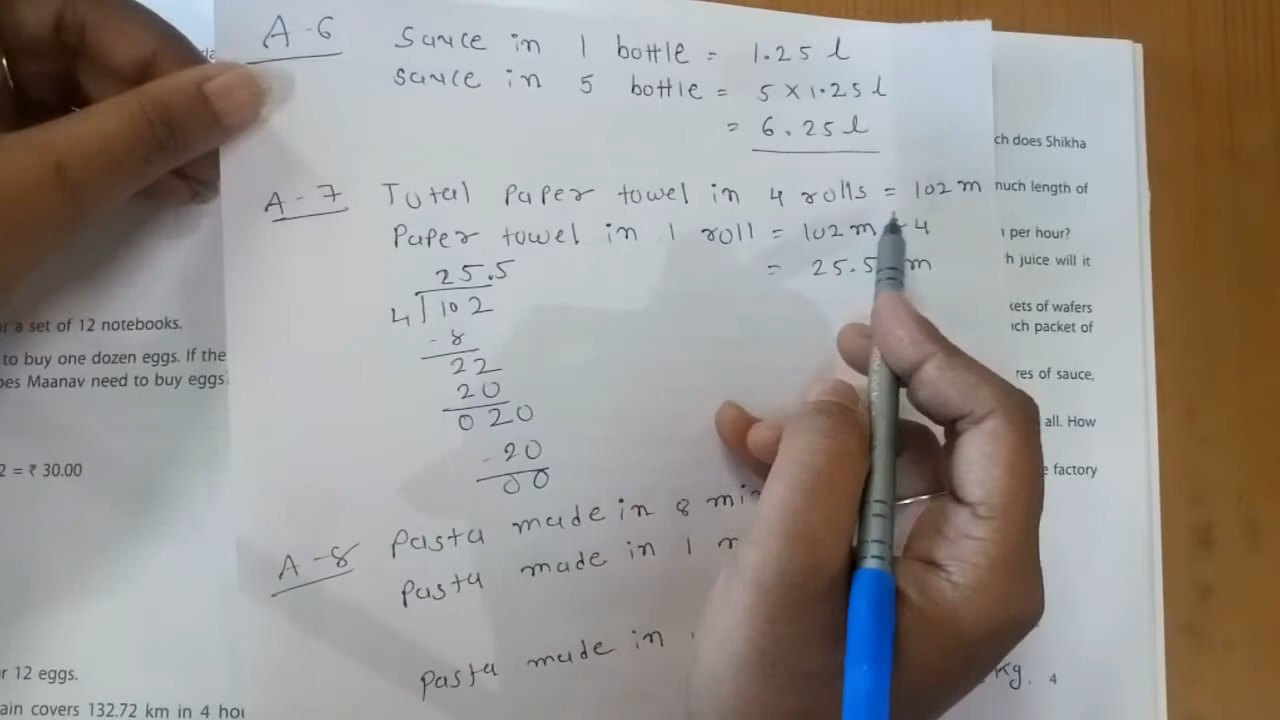 A-6 Sauce in 1 bottle = 1.25 l
sauce in 5 bottle = 5 X 1.25 l
= 6.25 l
A-7 Total Paper towel in 4 rolls = 102 m
Paper towel in 1 roll = 102 m 4
= 25.5 m
25.5
4 102
- 8
22
20
020
- 20
00
A-8 Pasta made in 8 min
Pasta made in 1
Pasta made in
kg.
r a set of 12 notebooks.
to buy one dozen eggs. If the
es Maanav need to buy eggs
2 = ₹ 30.00
r 12 eggs.
ain covers 132.72 km in 4 hou
ch does Shikha
nuch length of
per hour?
h juice will it
kets of wafers
ich packet of
res of sauce,
all. How
factory
4